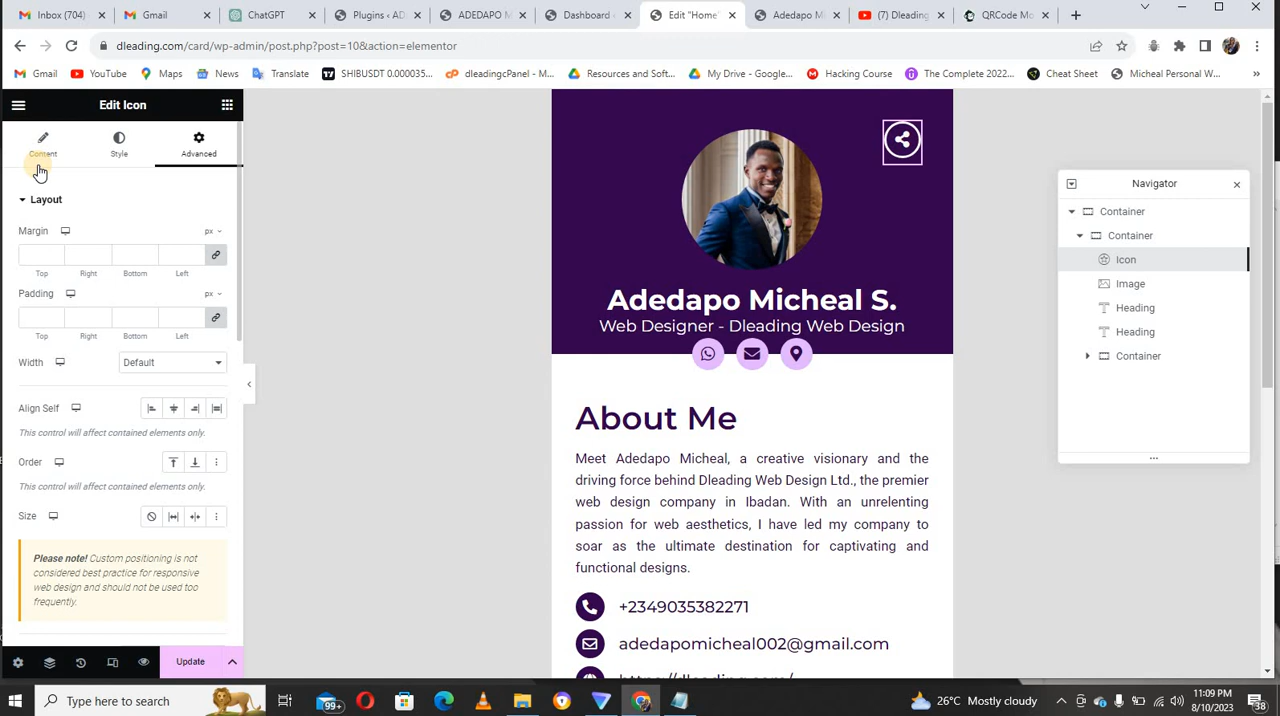 Inbox (704)
Gmail
ChatGPT
Plugins ‹ AD
ADEDAPO M
Dashboard ‹
Edit "Home"
Adedapo Mi
(7) Dleading
QRCode Mo
dleading.com/card/wp-admin/post.php?post=10&action=elementor
Gmail
YouTube
Maps
News
Translate
SHIBUSDT 0.000035...
dleadingcPanel - M...
Resources and Soft...
My Drive - Google...
Hacking Course
The Complete 2022...
Cheat Sheet
Micheal Personal W...
»
Edit Icon
Content
Style
Advanced
Layout
Margin
px
Top
Right
Bottom
Left
Padding
px
Top
Right
Bottom
Left
Width
Default
Align Self
This control will affect contained elements only.
Order
This control will affect contained elements only.
Size
Please note! Custom positioning is not
considered best practice for responsive
web design and should not be used too
frequently.
Update
Adedapo Micheal S.
Web Designer - Dleading Web Design
About Me
Meet Adedapo Micheal, a creative visionary and the
driving force behind Dleading Web Design Ltd., the premier
web design company in Ibadan. With an unrelenting
passion for web aesthetics, I have led my company to
soar as the ultimate destination for captivating and
functional designs.
+2349035382271
adedapomicheal002@gmail.com
https://dleading.com/
Navigator
Container
Container
Icon
Image
Heading
Heading
Container
Type here to search
99+
26°C Mostly cloudy
11:09 PM
8/10/2023
38